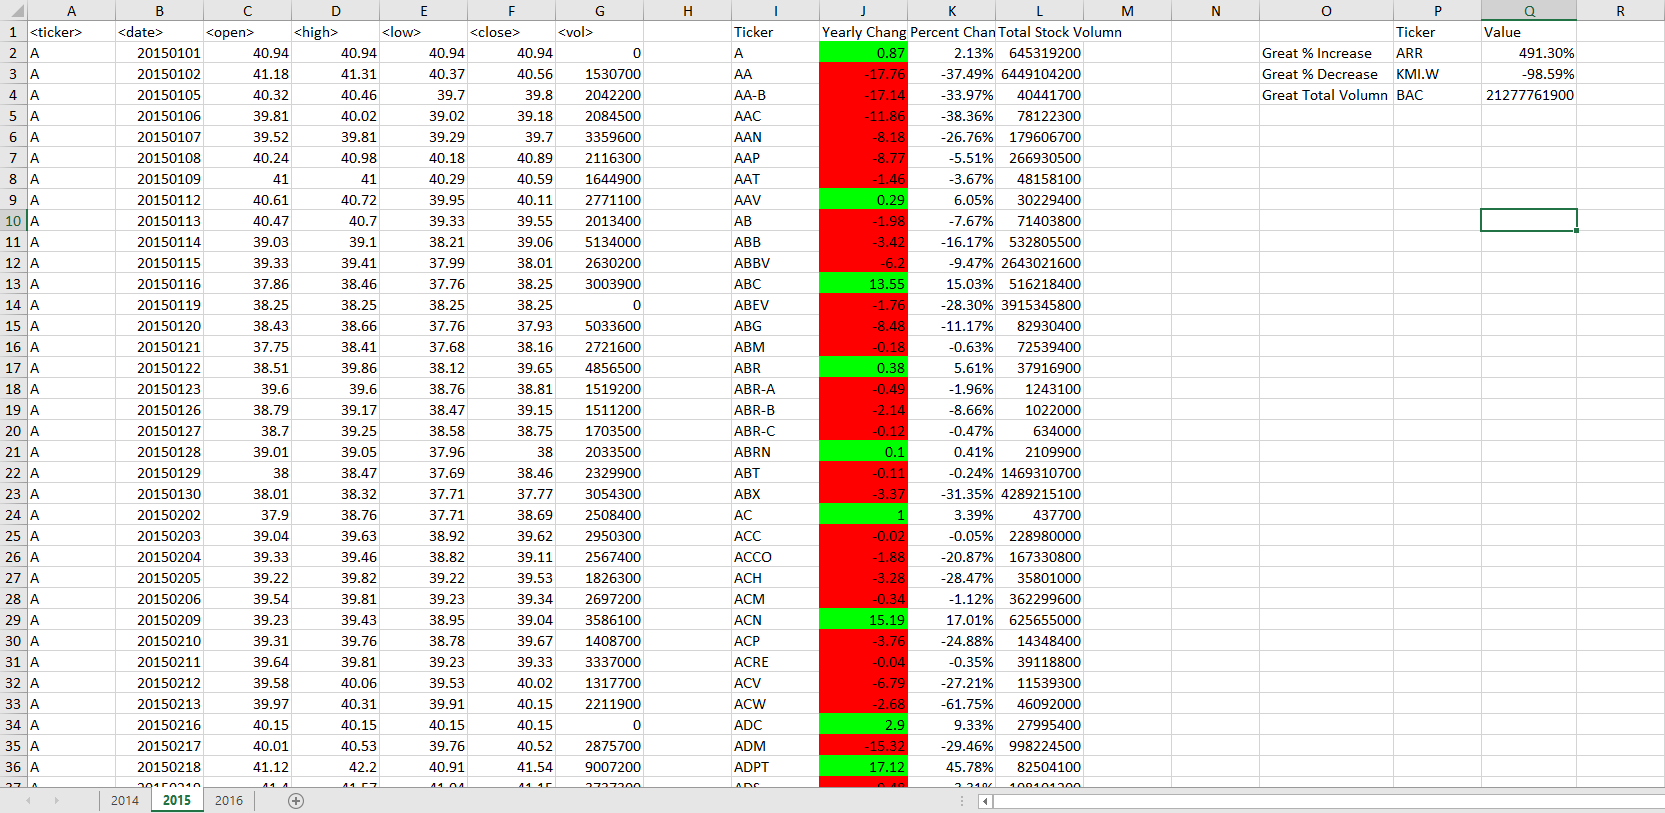 A B C D E F G H I J K L M N O P Q R
1 <ticker> <date> <open> <high> <low> <close> <vol> Ticker Yearly Chang Percent Chan Total Stock Volumn Ticker Value
2 A 20150101 40.94 40.94 40.94 40.94 0 A 0.87 2.13% 645319200 Great % Increase ARR 491.30%
3 A 20150102 41.18 41.31 40.37 40.56 1530700 AA -17.76 -37.49% 6449104200 Great % Decrease KMI.W -98.59%
4 A 20150105 40.32 40.46 39.7 39.8 2042200 AA-B -17.14 -33.97% 40441700 Great Total Volumn BAC 21277761900
5 A 20150106 39.81 40.02 39.02 39.18 2084500 AAC -11.86 -38.36% 78122300
6 A 20150107 39.52 39.81 39.29 39.7 3359600 AAN -8.18 -26.76% 179606700
7 A 20150108 40.24 40.98 40.18 40.89 2116300 AAP -8.77 -5.51% 266930500
8 A 20150109 41 41 40.29 40.59 1644900 AAT -1.46 -3.67% 48158100
9 A 20150112 40.61 40.72 39.95 40.11 2771100 AAV 0.29 6.05% 30229400
10 A 20150113 40.47 40.7 39.33 39.55 2013400 AB -1.98 -7.67% 71403800
11 A 20150114 39.03 39.1 38.21 39.06 5134000 ABB -3.42 -16.17% 532805500
12 A 20150115 39.33 39.41 37.99 38.01 2630200 ABBV -6.2 -9.47% 2643021600
13 A 20150116 37.86 38.46 37.76 38.25 3003900 ABC 13.55 15.03% 516218400
14 A 20150119 38.25 38.25 38.25 38.25 0 ABEV -1.76 -28.30% 3915345800
15 A 20150120 38.43 38.66 37.76 37.93 5033600 ABG -8.48 -11.17% 82930400
16 A 20150121 37.75 38.41 37.68 38.16 2721600 ABM -0.18 -0.63% 72539400
17 A 20150122 38.51 39.86 38.12 39.65 4856500 ABR 0.38 5.61% 37916900
18 A 20150123 39.6 39.6 38.76 38.81 1519200 ABR-A -0.49 -1.96% 1243100
19 A 20150126 38.79 39.17 38.47 39.15 1511200 ABR-B -2.14 -8.66% 1022000
20 A 20150127 38.7 39.25 38.58 38.75 1703500 ABR-C -0.12 -0.47% 634000
21 A 20150128 39.01 39.05 37.96 38 2033500 ABRN 0.1 0.41% 2109900
22 A 20150129 38 38.47 37.69 38.46 2329900 ABT -0.11 -0.24% 1469310700
23 A 20150130 38.01 38.32 37.71 37.77 3054300 ABX -3.37 -31.35% 4289215100
24 A 20150202 37.9 38.76 37.71 38.69 2508400 AC 1 3.39% 437700
25 A 20150203 39.04 39.63 38.92 39.62 2950300 ACC -0.02 -0.05% 228980000
26 A 20150204 39.33 39.46 38.82 39.11 2567400 ACCO -1.88 -20.87% 167330800
27 A 20150205 39.22 39.82 39.22 39.53 1826300 ACH -3.28 -28.47% 35801000
28 A 20150206 39.54 39.81 39.23 39.34 2697200 ACM -0.34 -1.12% 362299600
29 A 20150209 39.23 39.43 38.95 39.04 3586100 ACN 15.19 17.01% 625655000
30 A 20150210 39.31 39.76 38.78 39.67 1408700 ACP -3.76 -24.88% 14348400
31 A 20150211 39.64 39.81 39.23 39.33 3337000 ACRE -0.04 -0.35% 39118800
32 A 20150212 39.58 40.06 39.53 40.02 1317700 ACV -6.79 -27.21% 11539300
33 A 20150213 39.97 40.31 39.91 40.15 2211900 ACW -2.68 -61.75% 46092000
34 A 20150216 40.15 40.15 40.15 40.15 0 ADC 2.9 9.33% 27995400
35 A 20150217 40.01 40.53 39.76 40.52 2875700 ADM -15.32 -29.46% 998224500
36 A 20150218 41.12 42.2 40.91 41.54 9007200 ADPT 17.12 45.78% 82504100
2014 2015 2016